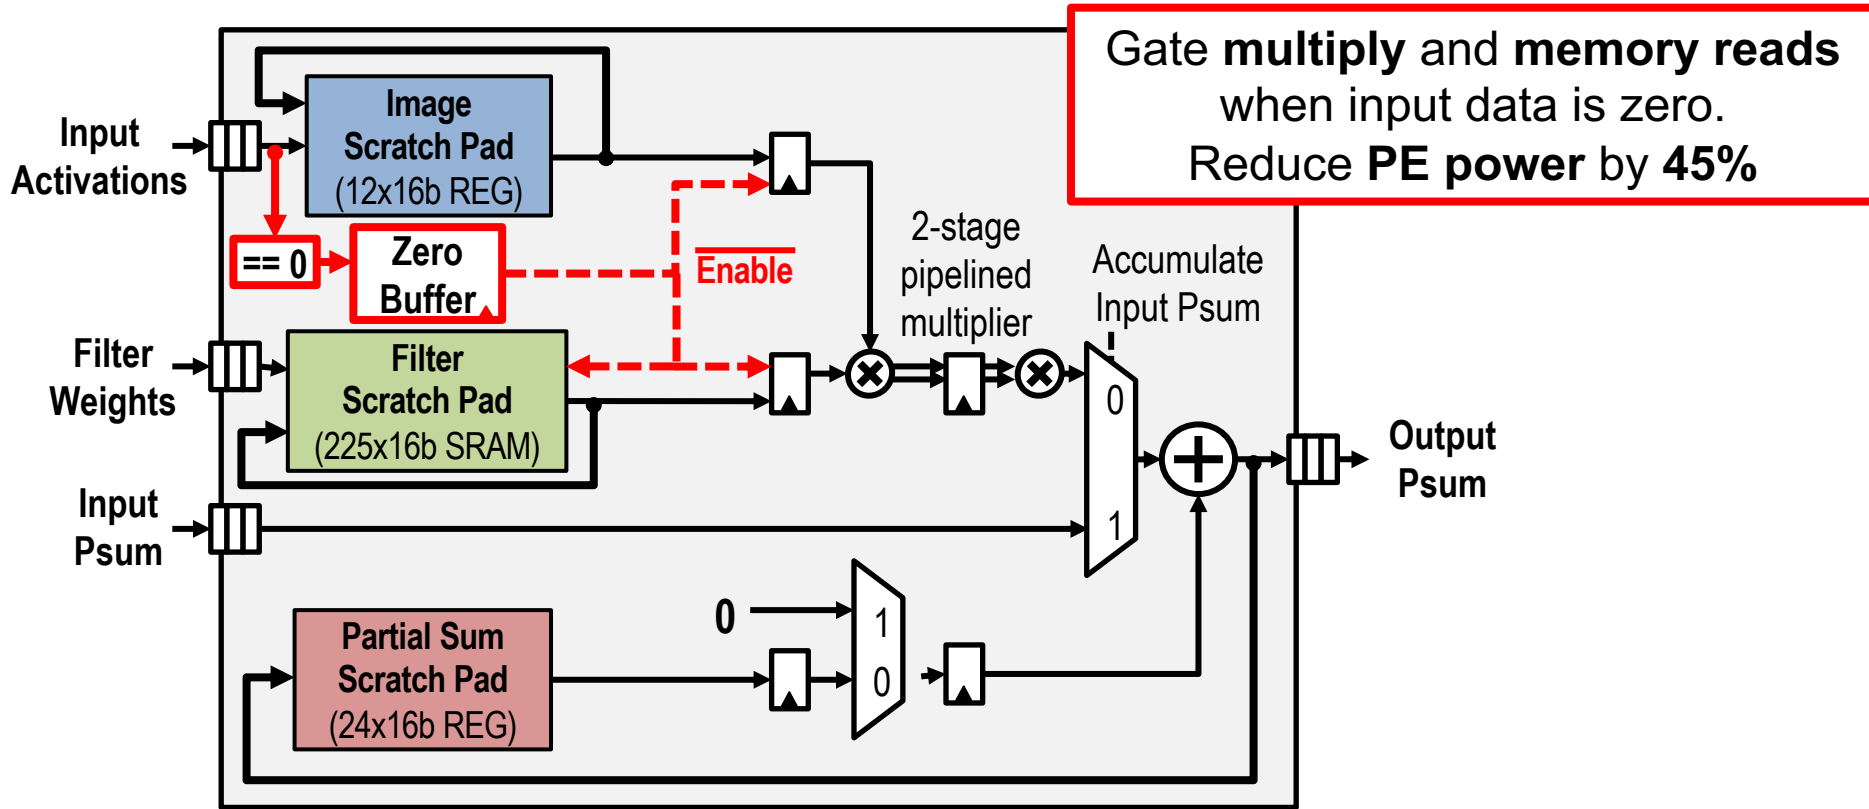 Gate multiply and memory reads
when input data is zero.
Reduce PE power by 45%
Input
Activations
Image
Scratch Pad
(12x16b REG)
== 0
Zero
Buffer
Enable
2-stage
pipelined
multiplier
Accumulate
Input Psum
Filter
Weights
Filter
Scratch Pad
(225x16b SRAM)
0
1
Output
Psum
Input
Psum
Partial Sum
Scratch Pad
(24x16b REG)
0
1
0